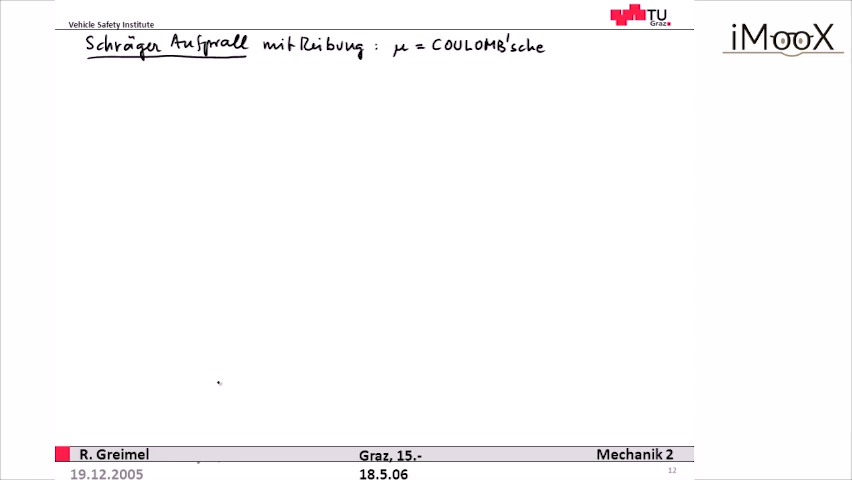 Vehicle Safety Institute
TU
Graz
iMooX
Schräger Aufprall mit Reibung : μ = COULOMB'sche
R. Greimel
Graz, 15.-
Mechanik 2
19.12.2005
18.5.06
12